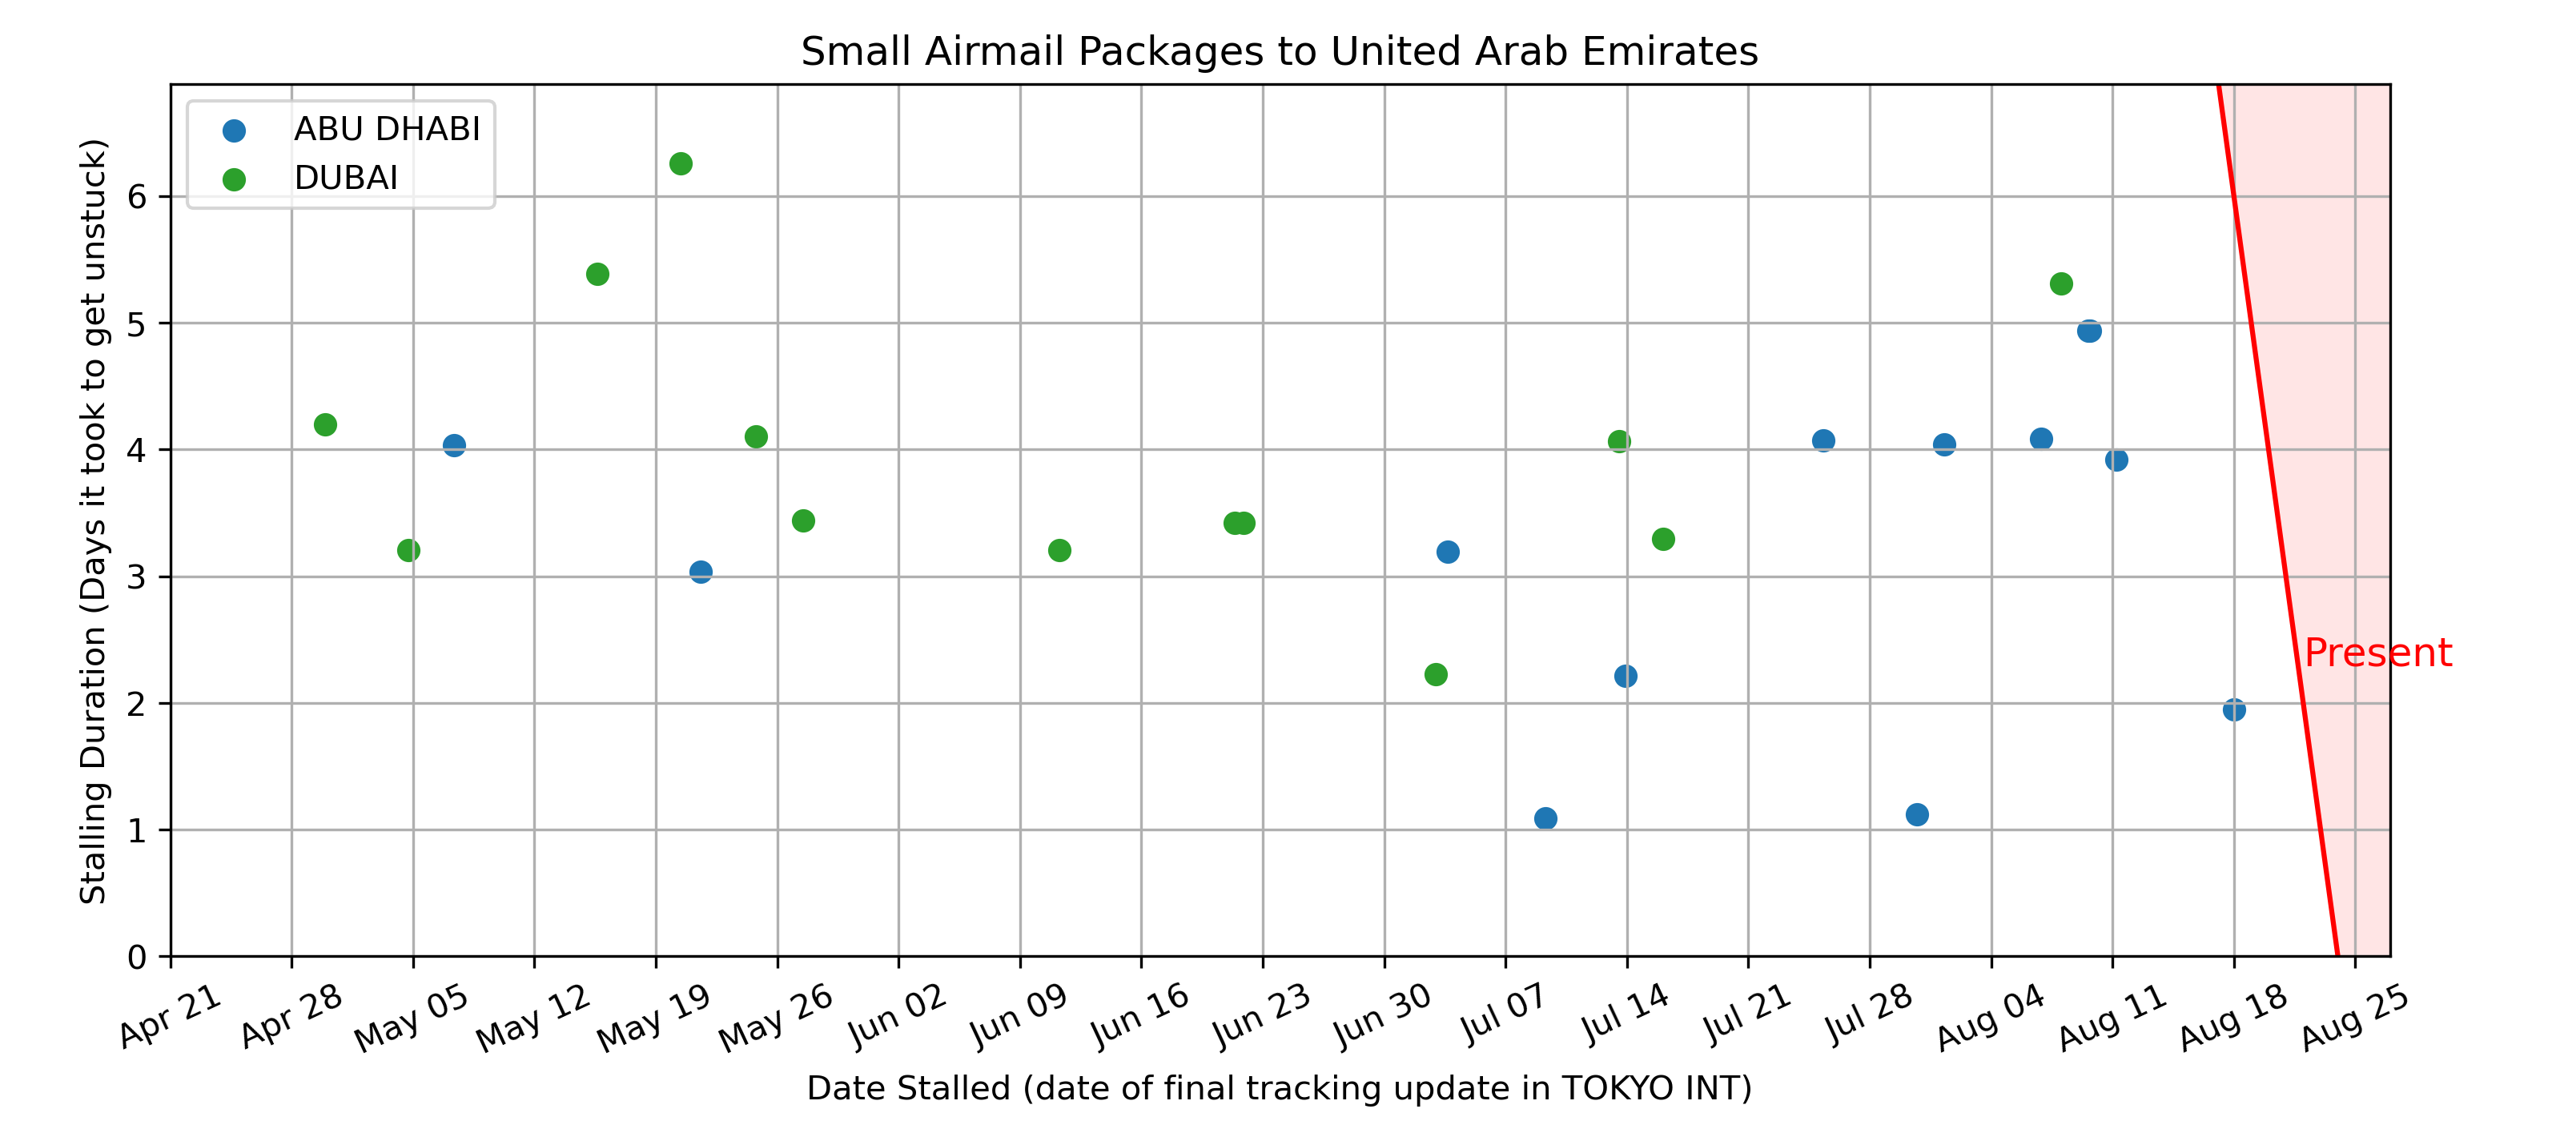 Small Airmail Packages to United Arab Emirates
ABU DHABI
DUBAI
Stalling Duration (Days it took to get unstuck)
6
5
4
3
2
1
0
Present
Apr 21
Apr 28
May 05
May 12
May 19
May 26
Jun 02
Jun 09
Jun 16
Jun 23
Jun 30
Jul 07
Jul 14
Jul 21
Jul 28
Aug 04
Aug 11
Aug 18
Aug 25
Date Stalled (date of final tracking update in TOKYO INT)